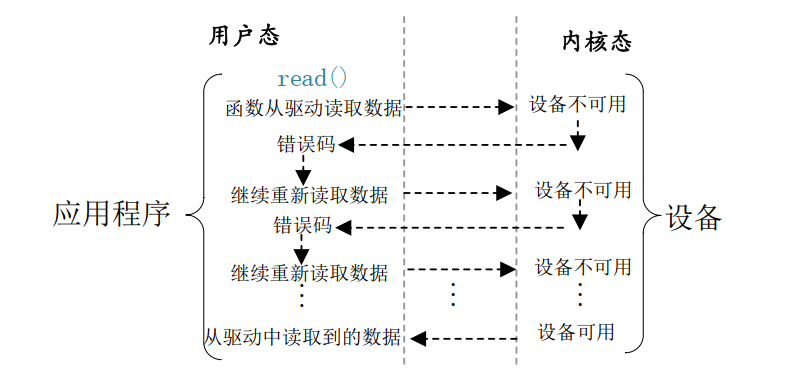 用户态
内核态
read()
函数从驱动读取数据
设备不可用
错误码
继续重新读取数据
设备不可用
应用程序
设备
错误码
继续重新读取数据
设备不可用
从驱动中读取到的数据
设备可用